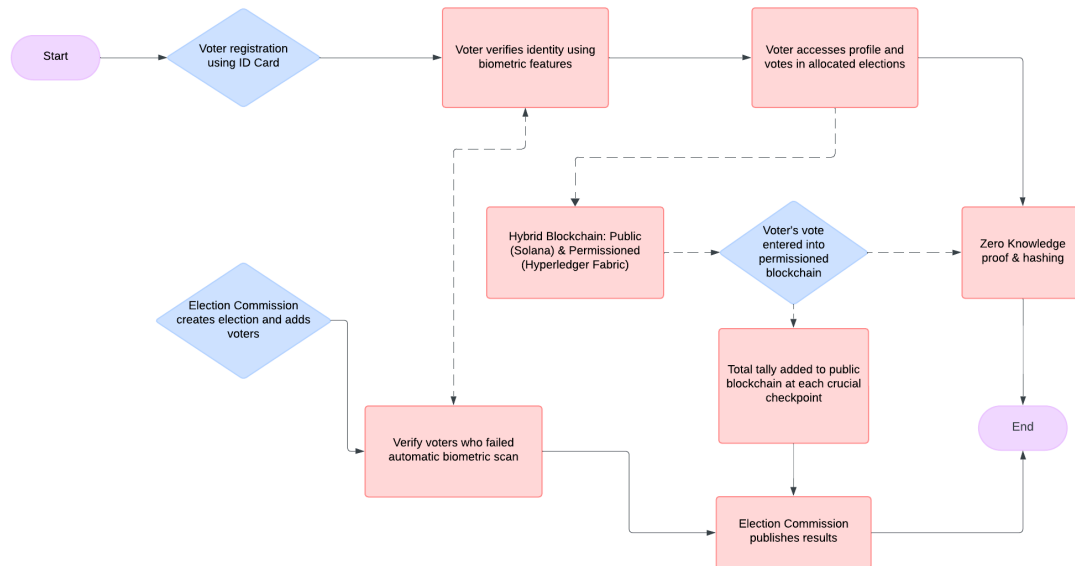 Start
Voter registration
using ID Card
Voter verifies identity using
biometric features
Voter accesses profile and
votes in allocated elections
Hybrid Blockchain: Public
(Solana) & Permissioned
(Hyperledger Fabric)
Voter's vote
entered into
permissioned
blockchain
Zero Knowledge
proof & hashing
Election Commission
creates election and adds
voters
Total tally added to public
blockchain at each crucial
checkpoint
End
Verify voters who failed
automatic biometric scan
Election Commission
publishes results